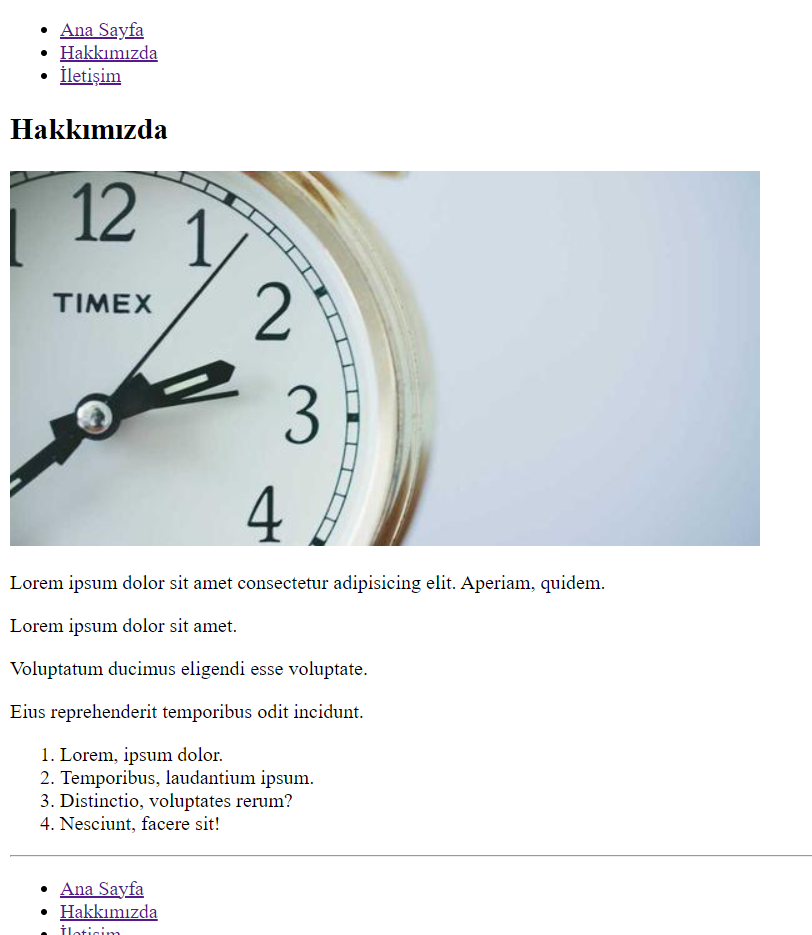 Ana Sayfa
Hakkımızda
İletişim
Hakkımızda
12
1
1
TIMEX
2
3
4
Lorem ipsum dolor sit amet consectetur adipisicing elit. Aperiam, quidem.
Lorem ipsum dolor sit amet.
Voluptatum ducimus eligendi esse voluptate.
Eius reprehenderit temporibus odit incidunt.
1. Lorem, ipsum dolor.
2. Temporibus, laudantium ipsum.
3. Distinctio, voluptates rerum?
4. Nesciunt, facere sit!
Ana Sayfa
Hakkımızda
İletişim